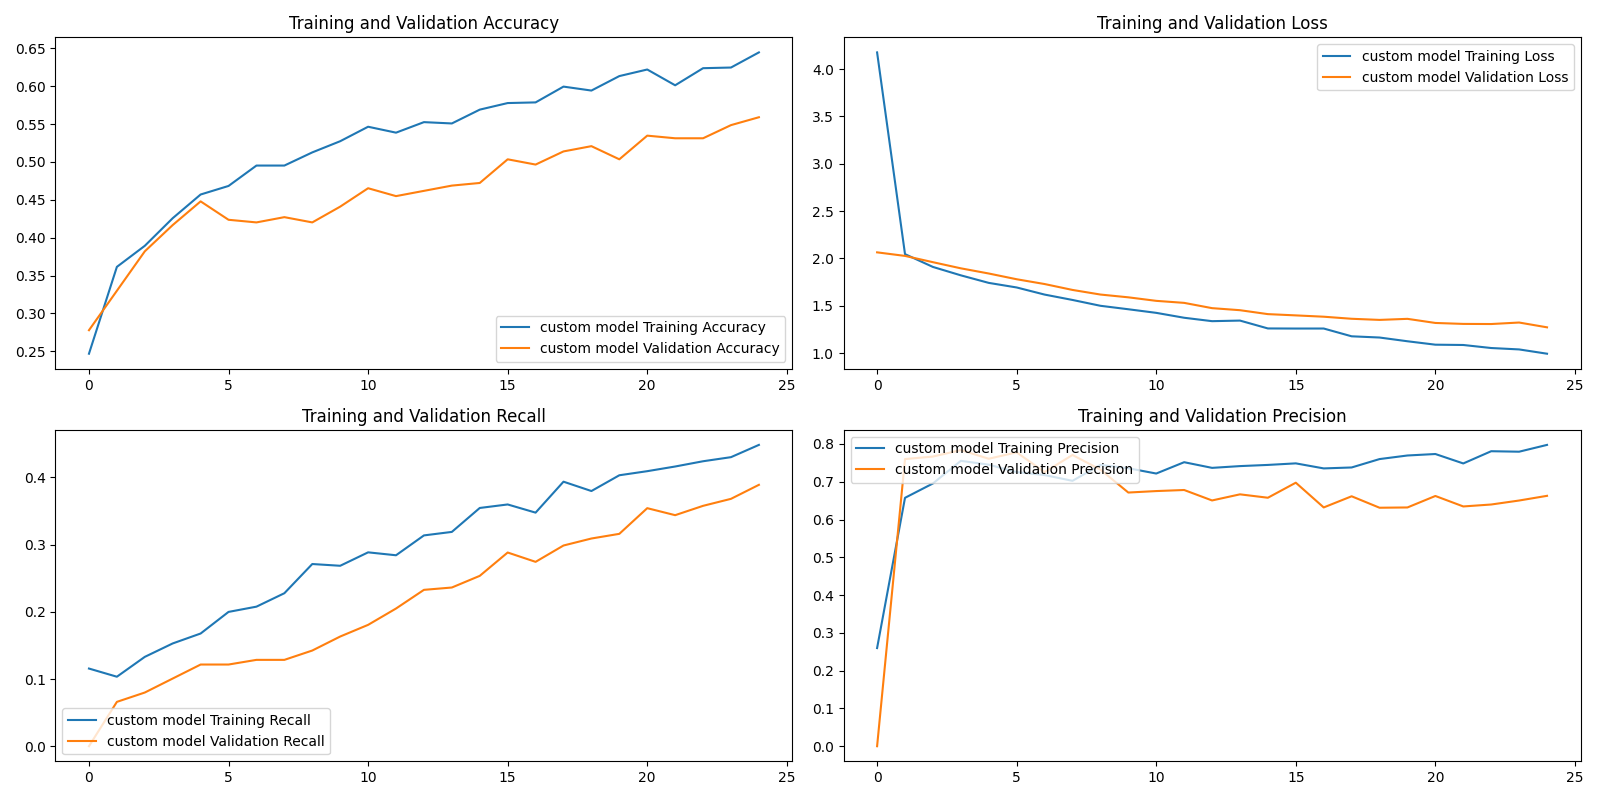 Training and Validation Accuracy
0.65
0.60
0.55
0.50
0.45
0.40
0.35
0.30
0.25
custom model Training Accuracy
custom model Validation Accuracy
0 5 10 15 20 25
Training and Validation Loss
custom model Training Loss
custom model Validation Loss
4.0
3.5
3.0
2.5
2.0
1.5
1.0
0 5 10 15 20 25
Training and Validation Recall
0.4
0.3
0.2
0.1
0.0
custom model Training Recall
custom model Validation Recall
0 5 10 15 20 25
Training and Validation Precision
custom model Training Precision
custom model Validation Precision
0.8
0.7
0.6
0.5
0.4
0.3
0.2
0.1
0.0
0 5 10 15 20 25